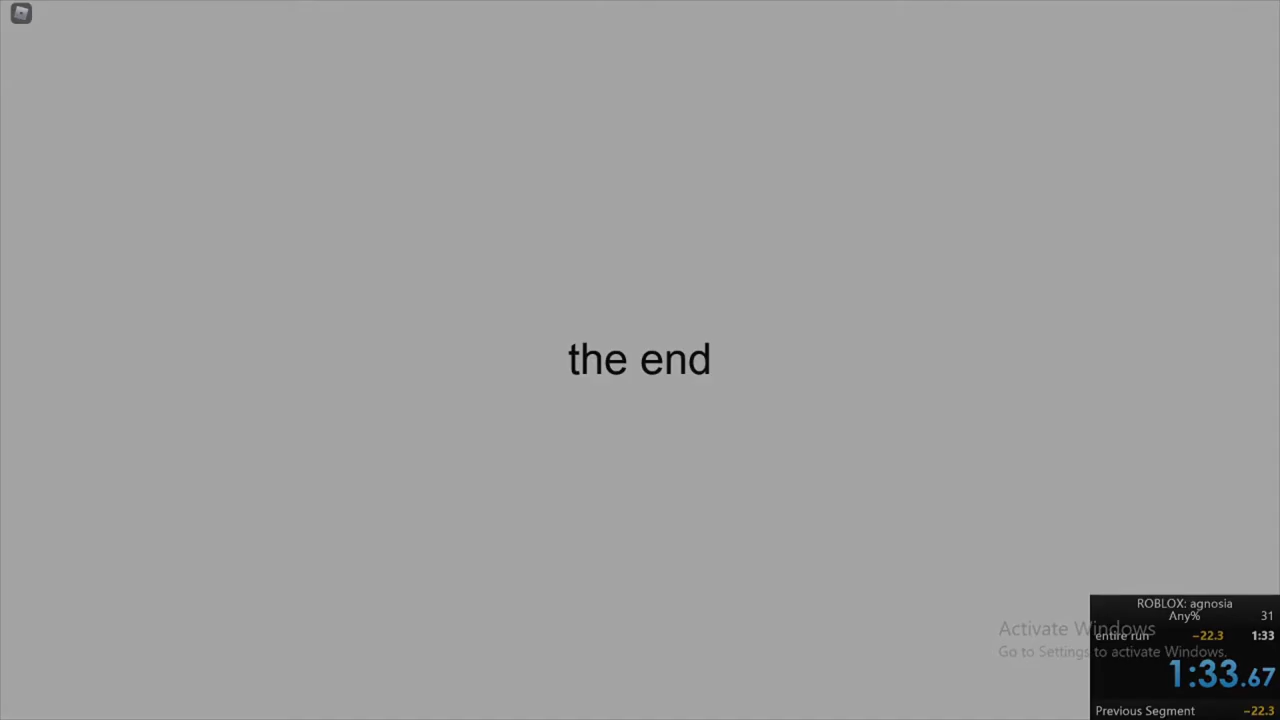 the end
ROBLOX: agnosia
Any% 31
Activate Windows
entire run -22.3 1:33
Go to Settings to activate Windows.
1:33.67
Previous Segment -22.3